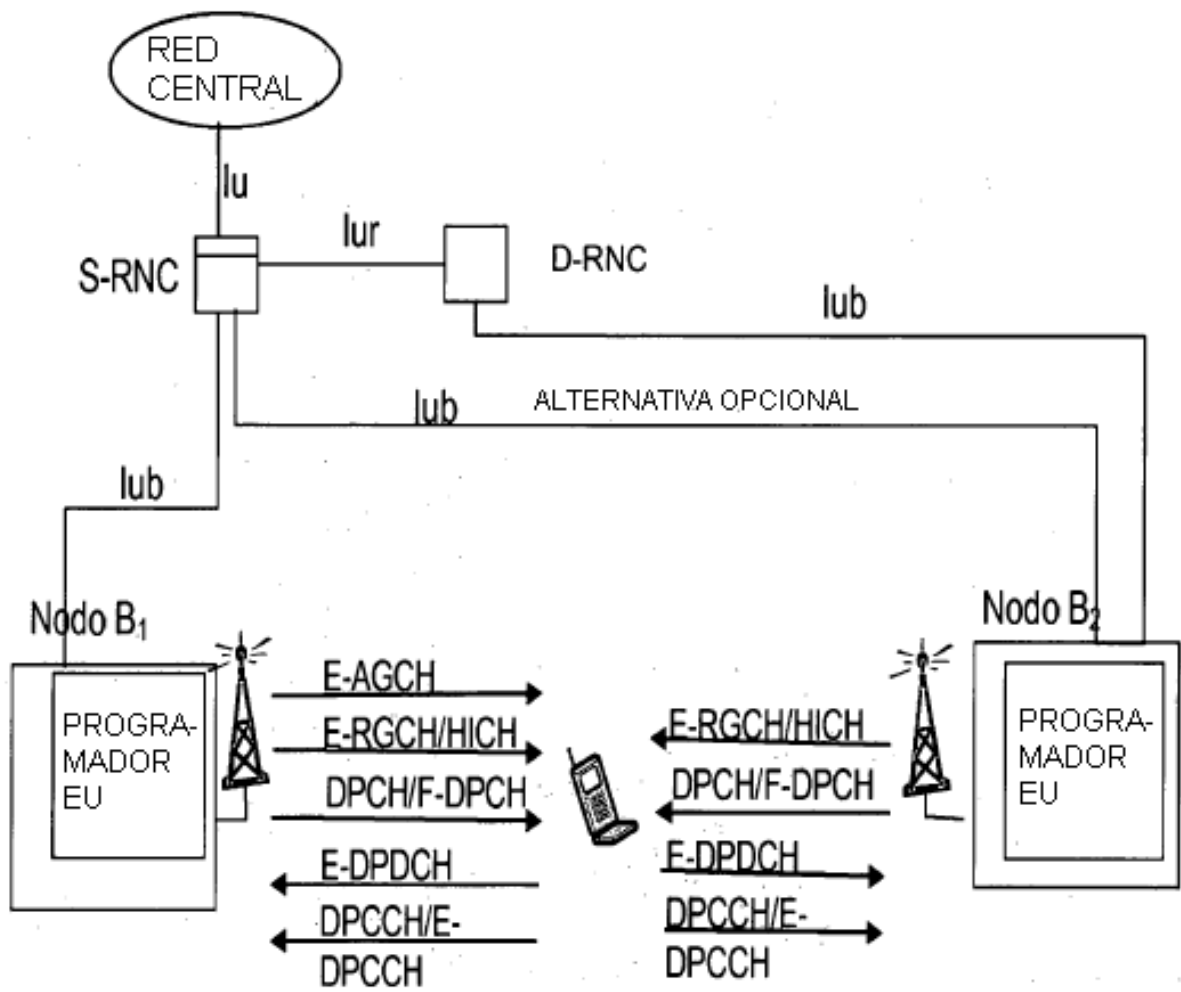 RED
CENTRAL
Iu
Iur
S-RNC
D-RNC
Iub
ALTERNATIVA OPCIONAL
Iub
Iub
Nodo B1
Nodo B2
E-AGCH
E-RGCH/HICH
DPCH/F-DPCH
E-DPDCH
DPCCH/E-
DPCCH
PROGRA-
MADOR
EU
E-RGCH/HICH
DPCH/F-DPCH
E-DPDCH
DPCCH/E-
DPCCH
PROGRA-
MADOR
EU